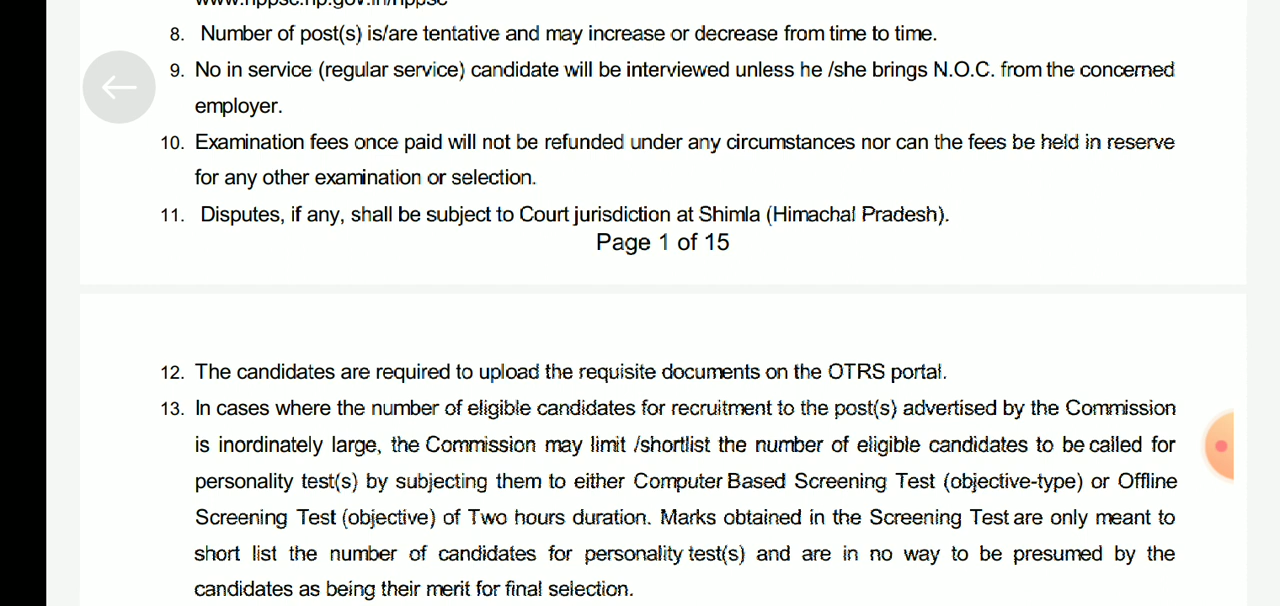 www.hppsc.hp.gov.in/hppsc
8. Number of post(s) is/are tentative and may increase or decrease from time to time.
9. No in service (regular service) candidate will be interviewed unless he /she brings N.O.C. from the concerned
employer.
10. Examination fees once paid will not be refunded under any circumstances nor can the fees be held in reserve
for any other examination or selection.
11. Disputes, if any, shall be subject to Court jurisdiction at Shimla (Himachal Pradesh).
Page 1 of 15
12. The candidates are required to upload the requisite documents on the OTRS portal.
13. In cases where the number of eligible candidates for recruitment to the post(s) advertised by the Commission
is inordinately large, the Commission may limit /shortlist the number of eligible candidates to be called for
personality test(s) by subjecting them to either Computer Based Screening Test (objective-type) or Offline
Screening Test (objective) of Two hours duration. Marks obtained in the Screening Test are only meant to
short list the number of candidates for personality test(s) and are in no way to be presumed by the
candidates as being their merit for final selection.